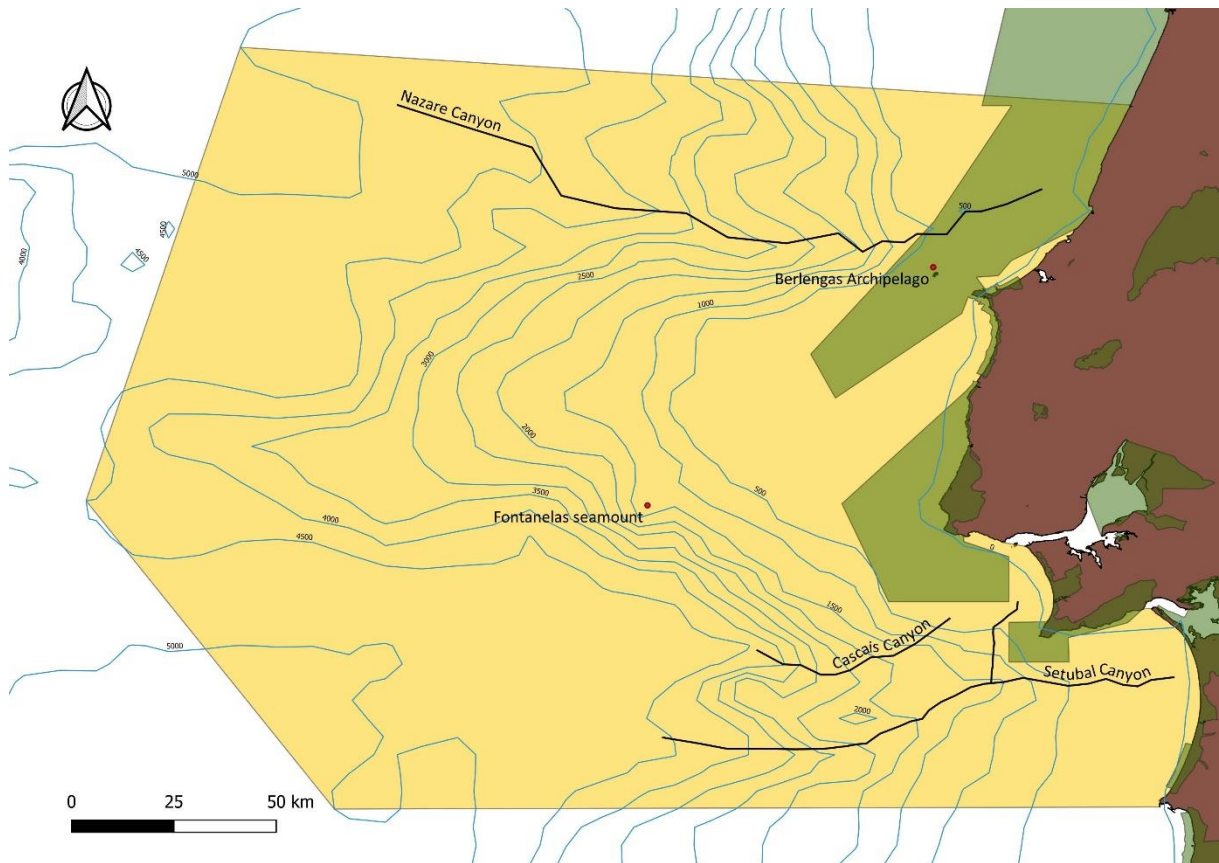 Nazare Canyon
5000
4500
4000
4500
500
Berlengas Archipelago
2500
1000
3000
2000
500
3500
Fontanelas seamount
4000
4500
0
1500
5000
Cascais Canyon
Setubal Canyon
2000
0 25 50 km